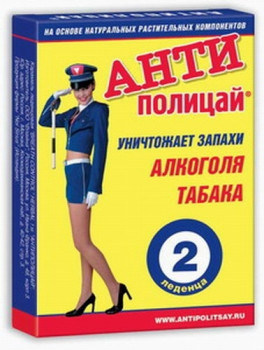 НА ОСНОВЕ НАТУРАЛЬНЫХ РАСТИТЕЛЬНЫХ КОМПОНЕНТОВ
АНТИ
ПОЛИЦАЙ®
УНИЧТОЖАЕТ ЗАПАХИ
АЛКОГОЛЯ
ТАБАКА
2
леденца
WWW.ANTIPOLITSAY.RU